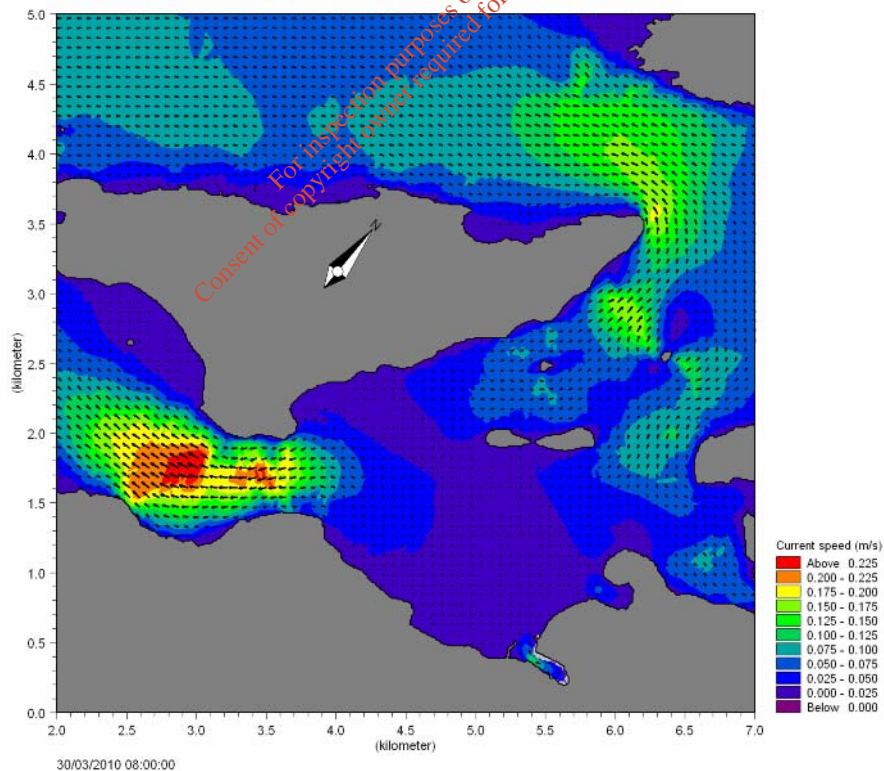 For inspection purposes o
Consent of copyright owner required for
5.0
4.5
4.0
3.5
3.0
2.5
2.0
1.5
1.0
0.5
0.0
(kilometer)
N
2.0 2.5 3.0 3.5 4.0 4.5 5.0 5.5 6.0 6.5 7.0
(kilometer)
30/03/2010 08:00:00
Current speed (m/s)
Above 0.225
0.200 - 0.225
0.175 - 0.200
0.150 - 0.175
0.125 - 0.150
0.100 - 0.125
0.075 - 0.100
0.050 - 0.075
0.025 - 0.050
0.000 - 0.025
Below 0.000